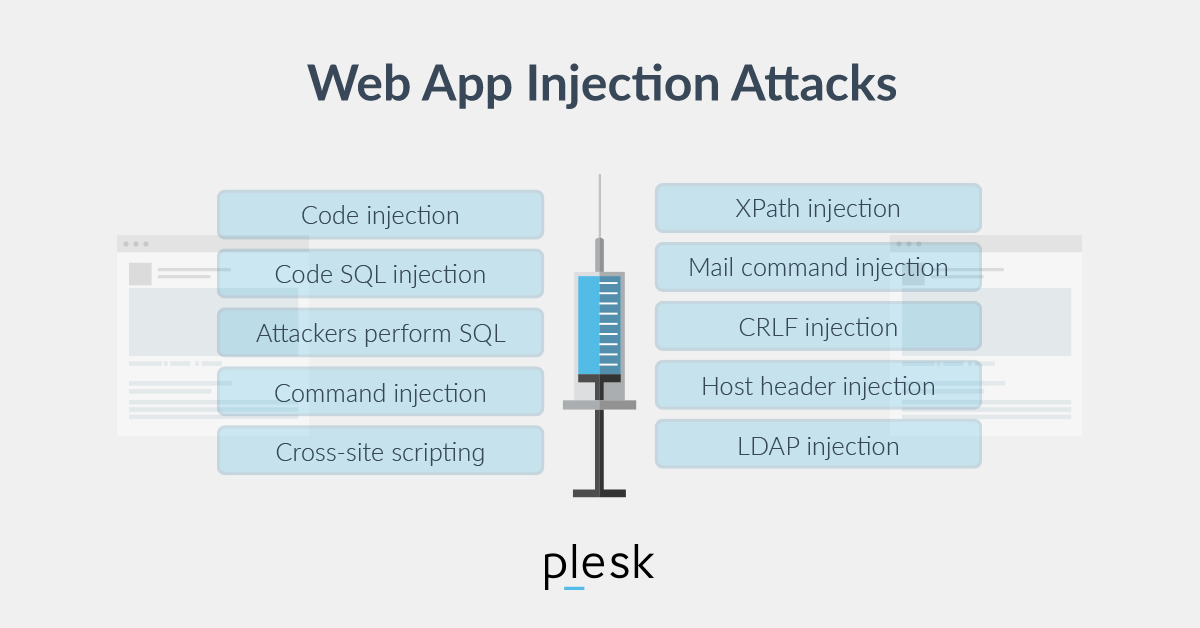 Web App Injection Attacks
Code injection
Code SQL injection
Attackers perform SQL
Command injection
Cross-site scripting
XPath injection
Mail command injection
CRLF injection
Host header injection
LDAP injection
plesk